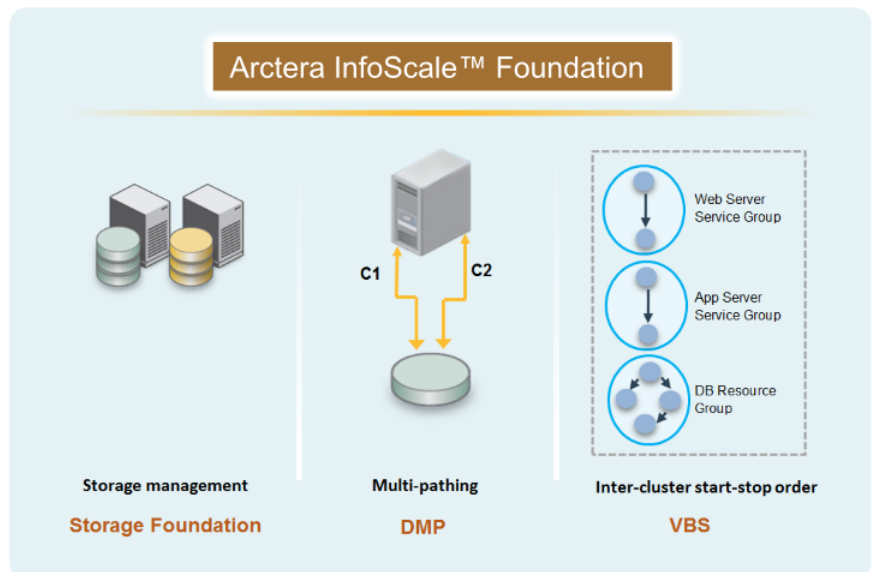 Arctera InfoScale™ Foundation
C1
C2
Web Server
Service Group
App Server
Service Group
DB Resource
Group
Storage management
Multi-pathing
Inter-cluster start-stop order
Storage Foundation
DMP
VBS